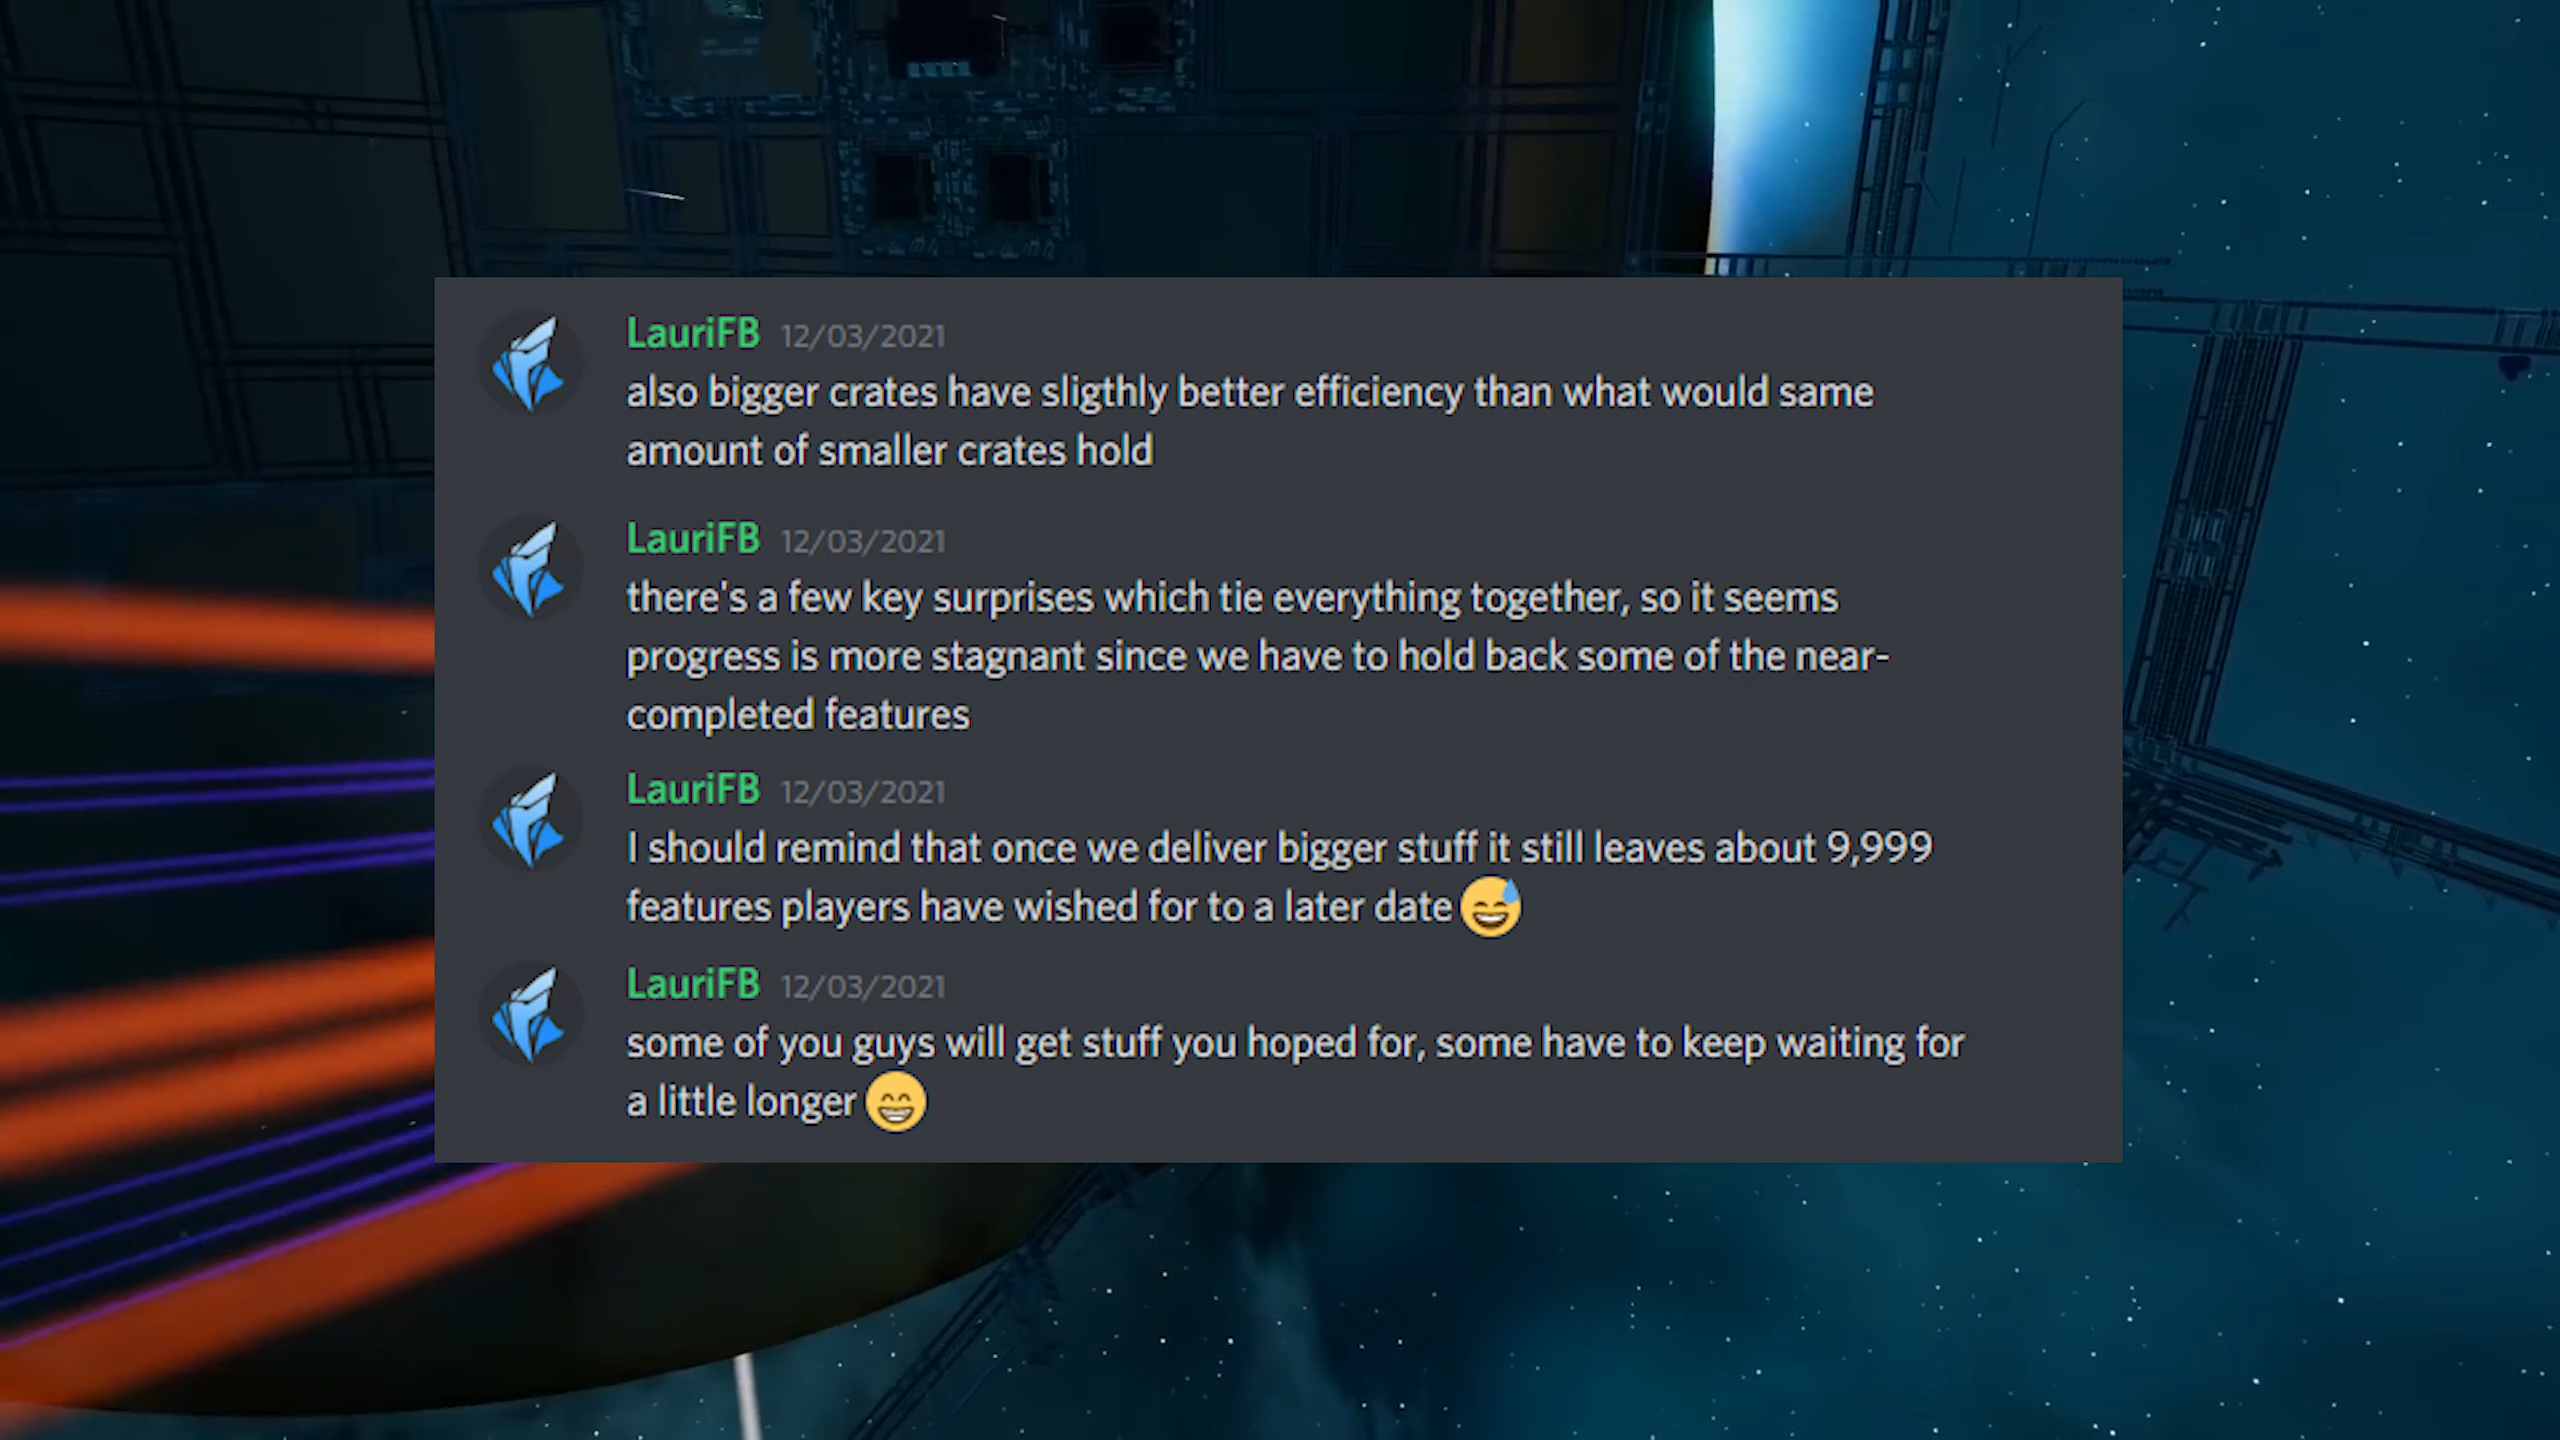 LauriFB 12/03/2021
also bigger crates have sligthly better efficiency than what would same
amount of smaller crates hold
LauriFB 12/03/2021
there's a few key surprises which tie everything together, so it seems
progress is more stagnant since we have to hold back some of the near-
completed features
LauriFB 12/03/2021
I should remind that once we deliver bigger stuff it still leaves about 9,999
features players have wished for to a later date 😅
LauriFB 12/03/2021
some of you guys will get stuff you hoped for, some have to keep waiting for
a little longer 😁